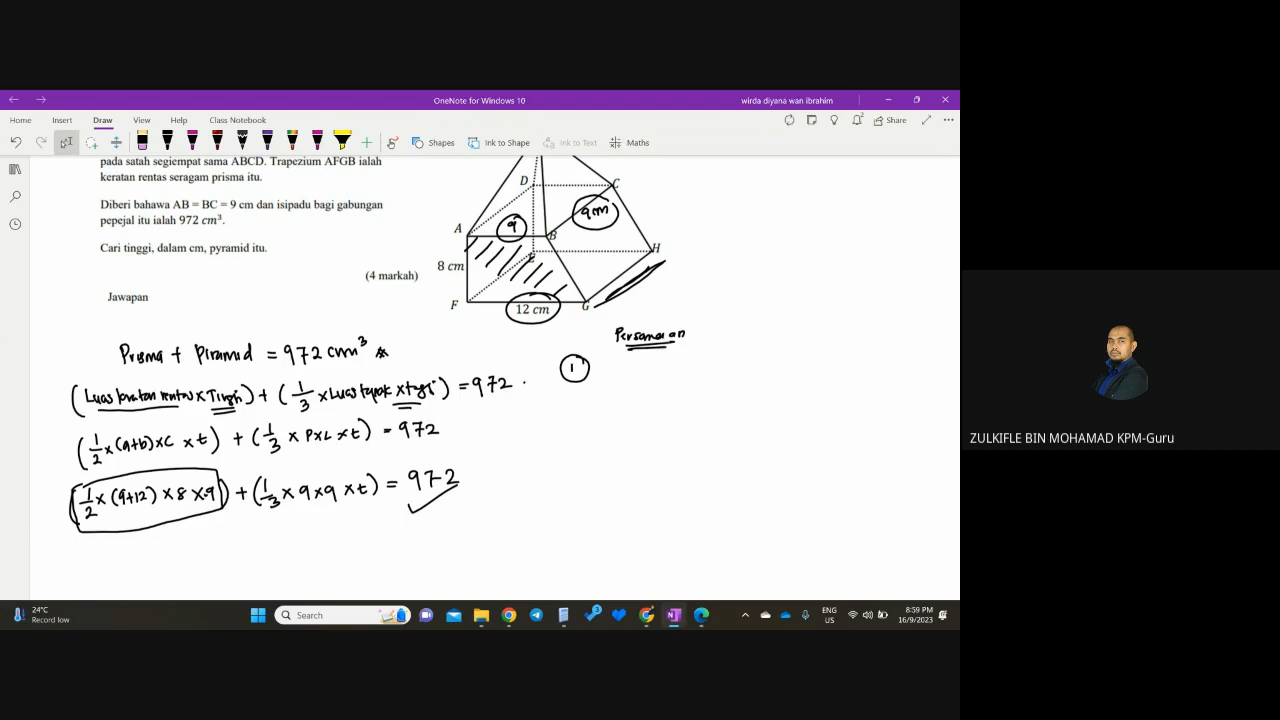 OneNote for Windows 10
wirda diyana wan ibrahim
Home Insert Draw View Help Class Notebook
Share
Shapes Ink to Shape Ink to Text Maths
pada satah segiempat sama ABCD. Trapezium AFGB ialah
keratan rentas seragam prisma itu.
Diberi bahawa AB = BC = 9 cm dan isipadu bagi gabungan
pepejal itu ialah 972 cm³.
Cari tinggi, dalam cm, pyramid itu.
(4 markah)
Jawapan
D
C
9cm
A
9
B
H
E
8 cm
F
12 cm
G
Persamaan
1
Prisma + Piramid = 972 cm³
(Luas keratan rentas × Tinggi) + (1/3 × Luas tapak × tinggi) = 972
(1/2 × (a+b) × C × t) + (1/3 × P × L × t) = 972
(1/2 × (9+12) × 8 × 9) + (1/3 × 9 × 9 × t) = 972
ZULKIFLE BIN MOHAMAD KPM-Guru
24°C
Record low
Search
3
ENG
US
8:59 PM
16/9/2023